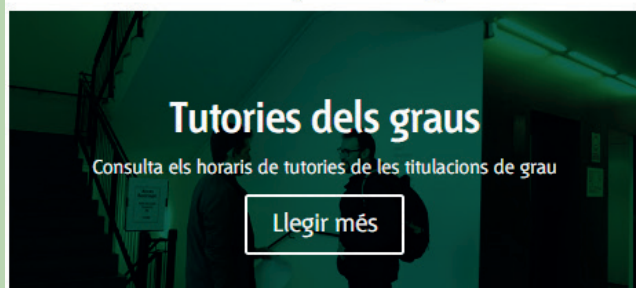 Tutories dels graus
Consulta els horaris de tutories de les titulacions de grau
Llegir més